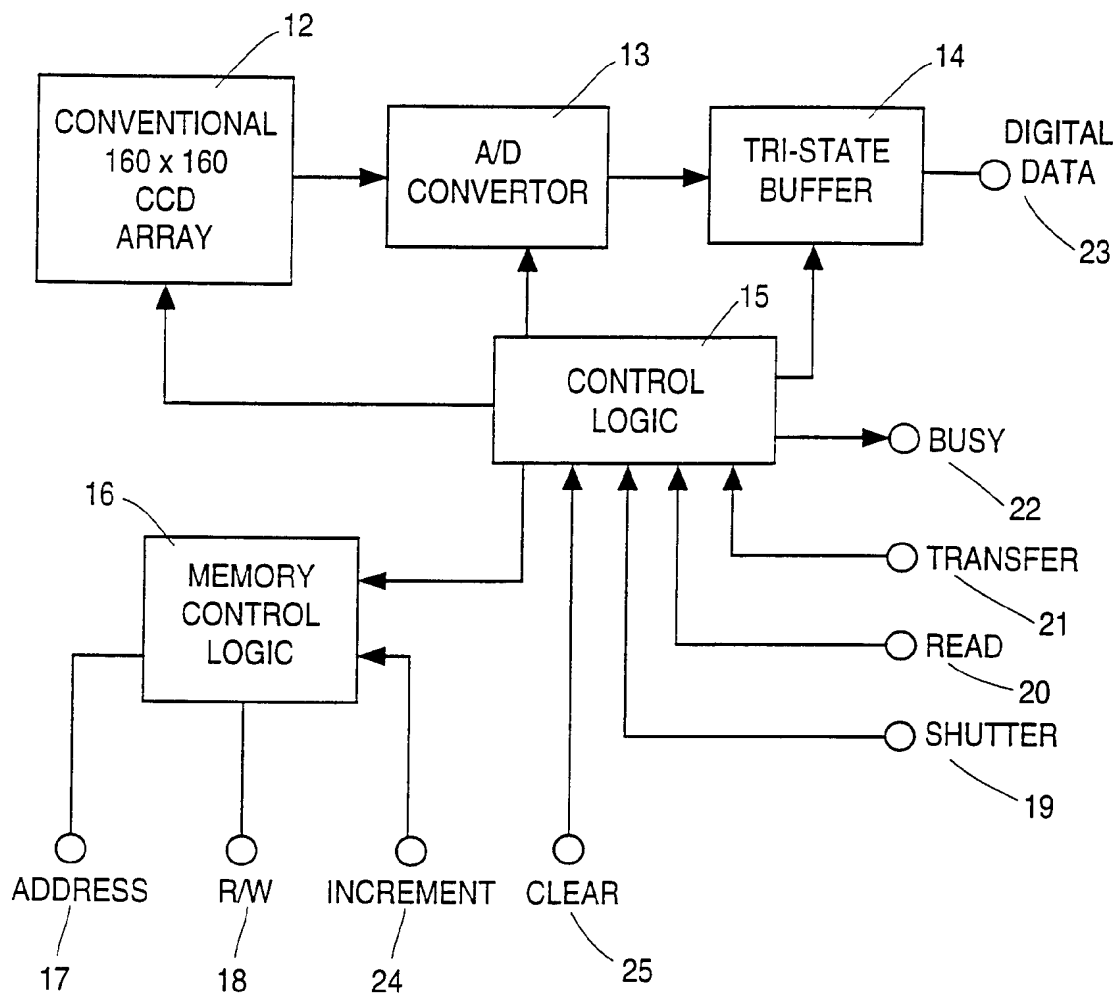 12
13
14
CONVENTIONAL
160 x 160
CCD
ARRAY
A/D
CONVERTOR
TRI-STATE
BUFFER
DIGITAL
DATA
23
15
CONTROL
LOGIC
BUSY
22
16
MEMORY
CONTROL
LOGIC
TRANSFER
21
READ
20
SHUTTER
19
ADDRESS
R/W
INCREMENT
CLEAR
17
18
24
25